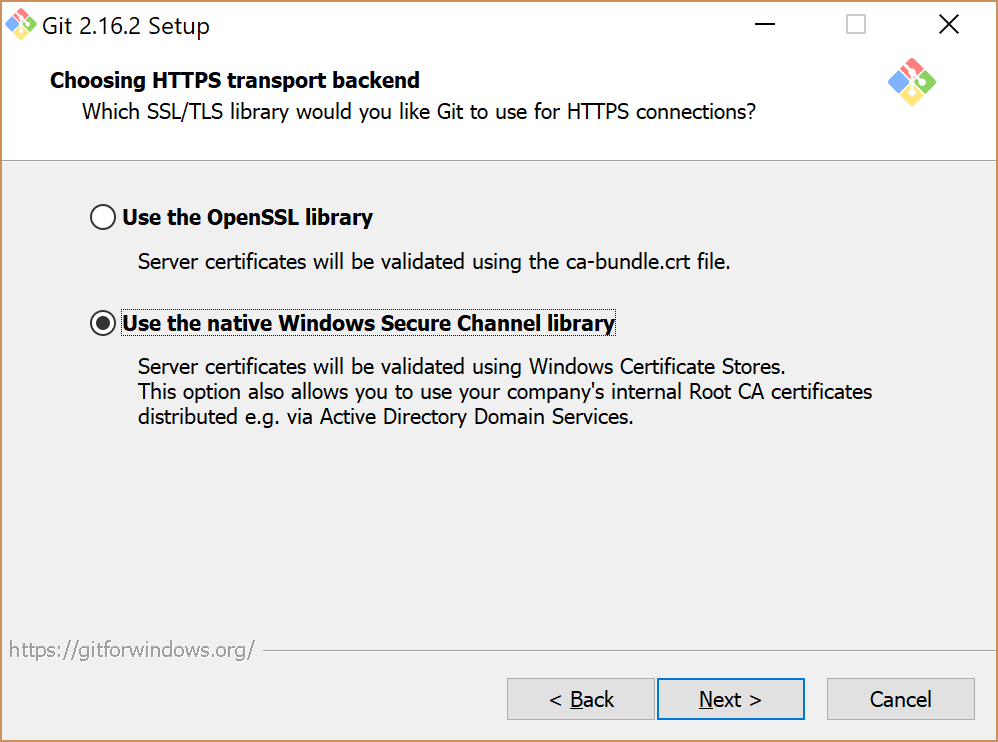 Git 2.16.2 Setup
Choosing HTTPS transport backend
Which SSL/TLS library would you like Git to use for HTTPS connections?
Use the OpenSSL library
Server certificates will be validated using the ca-bundle.crt file.
Use the native Windows Secure Channel library
Server certificates will be validated using Windows Certificate Stores.
This option also allows you to use your company's internal Root CA certificates
distributed e.g. via Active Directory Domain Services.
https://gitforwindows.org/
< Back Next > Cancel